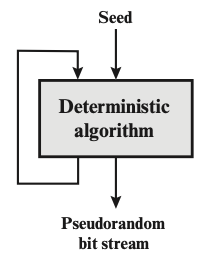 Seed
Deterministic
algorithm
Pseudorandom
bit stream